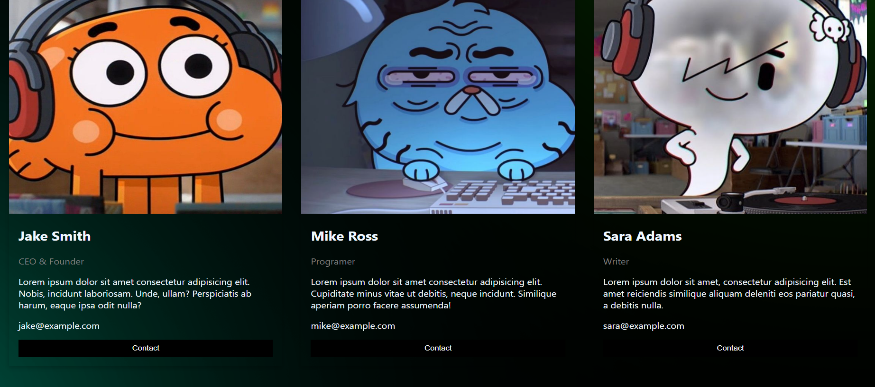 Jake Smith
CEO & Founder
Lorem ipsum dolor sit amet consectetur adipisicing elit.
Nobis, incidunt laboriosam. Unde, ullam? Perspiciatis ab
harum, eaque ipsa odit nulla?
jake@example.com
Contact
Mike Ross
Programer
Lorem ipsum dolor sit amet consectetur, adipisicing elit.
Cupiditate minus vitae ut debitis, neque incidunt. Similique
aperiam porro facere assumenda!
mike@example.com
Contact
Sara Adams
Writer
Lorem ipsum dolor sit amet, consectetur adipisicing elit. Est
amet reiciendis similique aliquam deleniti eos pariatur quasi,
a debitis nulla.
sara@example.com
Contact